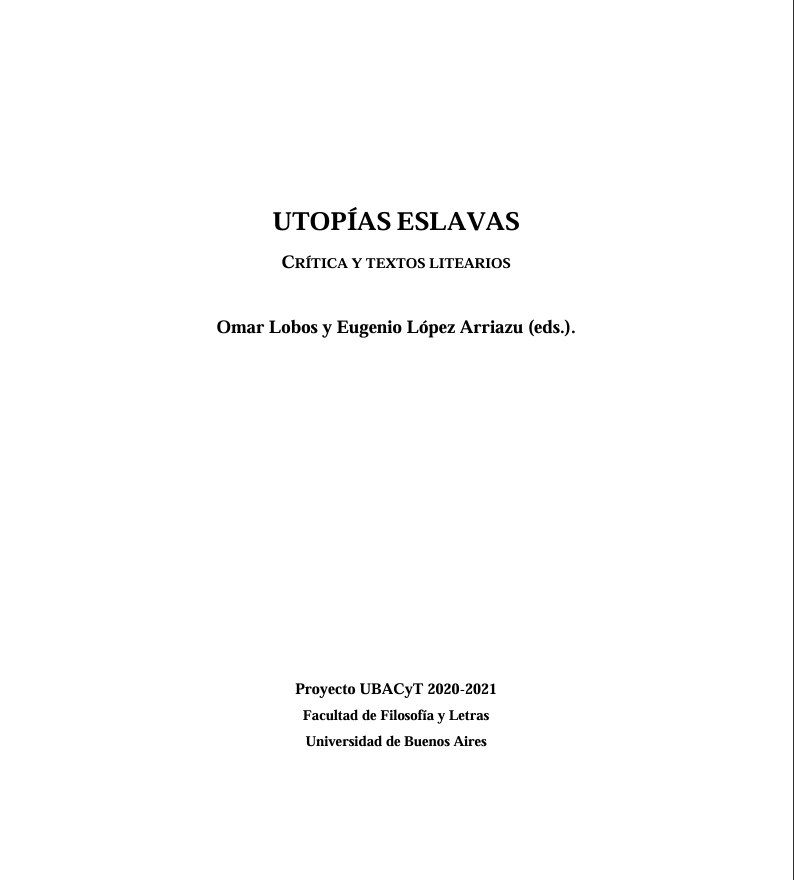 UTOPÍAS ESLAVAS
CRÍTICA Y TEXTOS LITEARIOS
Omar Lobos y Eugenio López Arriazu (eds.).
Proyecto UBACyT 2020-2021
Facultad de Filosofía y Letras
Universidad de Buenos Aires